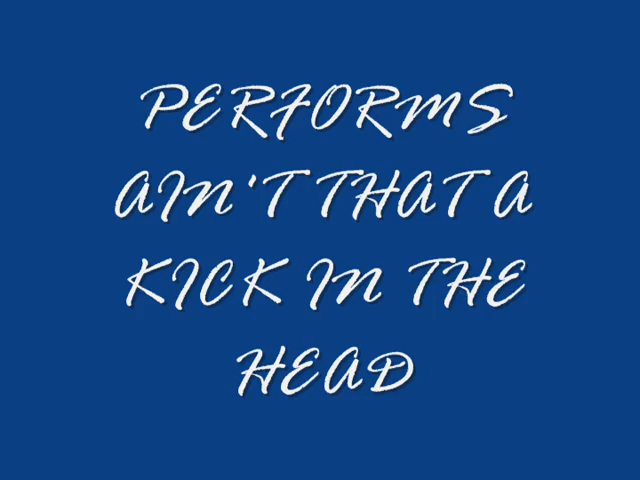 PERFORMS
AIN'T THAT A
KICK IN THE
HEAD